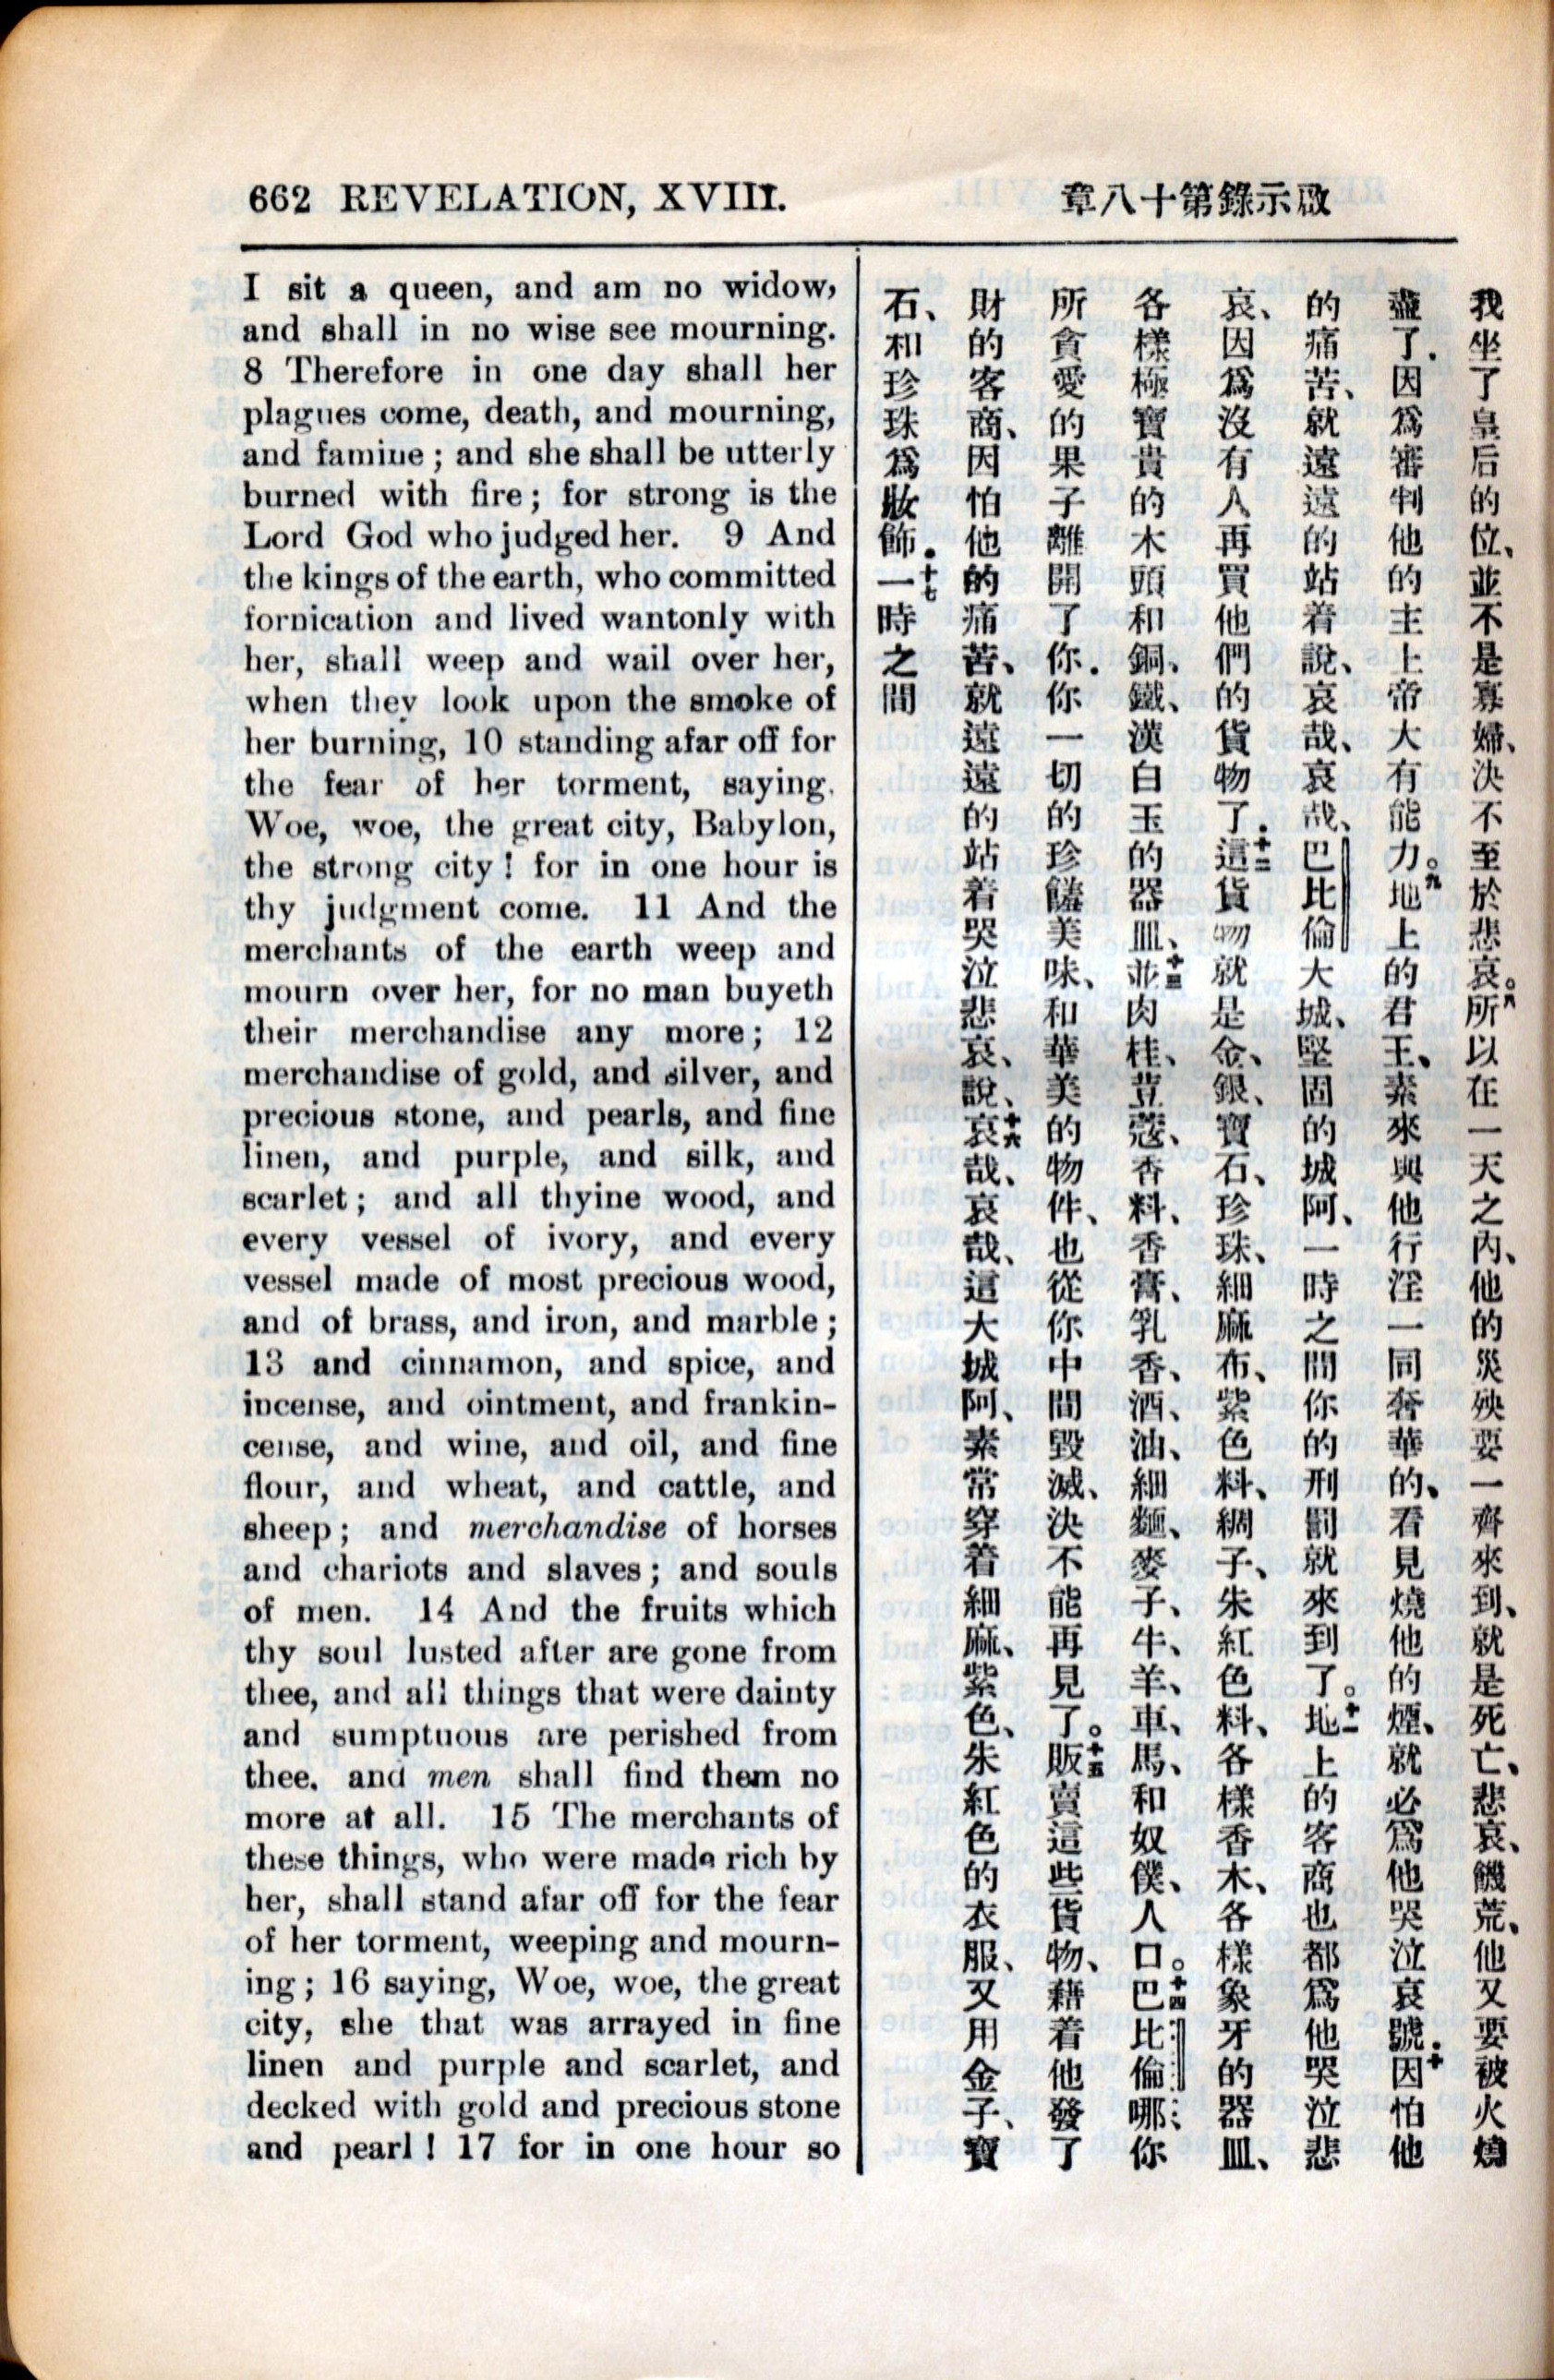 662 REVELATION, XVIII.
章八十第錄示啟
I sit a queen, and am no widow,
and shall in no wise see mourning.
8 Therefore in one day shall her
plagues come, death, and mourning,
and famine ; and she shall be utterly
burned with fire ; for strong is the
Lord God who judged her. 9 And
the kings of the earth, who committed
fornication and lived wantonly with
her, shall weep and wail over her,
when they look upon the smoke of
her burning, 10 standing afar off for
the fear of her torment, saying,
Woe, woe, the great city, Babylon,
the strong city ! for in one hour is
thy judgment come. 11 And the
merchants of the earth weep and
mourn over her, for no man buyeth
their merchandise any more ; 12
merchandise of gold, and silver, and
precious stone, and pearls, and fine
linen, and purple, and silk, and
scarlet ; and all thyine wood, and
every vessel of ivory, and every
vessel made of most precious wood,
and of brass, and iron, and marble ;
13 and cinnamon, and spice, and
incense, and ointment, and frankin-
cense, and wine, and oil, and fine
flour, and wheat, and cattle, and
sheep ; and merchandise of horses
and chariots and slaves ; and souls
of men. 14 And the fruits which
thy soul lusted after are gone from
thee, and all things that were dainty
and sumptuous are perished from
thee, and men shall find them no
more at all. 15 The merchants of
these things, who were made rich by
her, shall stand afar off for the fear
of her torment, weeping and mourn-
ing ; 16 saying, Woe, woe, the great
city, she that was arrayed in fine
linen and purple and scarlet, and
decked with gold and precious stone
and pearl ! 17 for in one hour so
我坐了皇后的位、並不是寡婦、決不至於悲哀。八所以在一天之內、他的災殃要一齊來到、就是死亡、悲哀、饑荒、他又要被火燒
盡了．因爲審判他的主上帝大有能力。九地上的君王、素來與他行淫一同奢華的、看見燒他的煙、就必爲他哭泣哀號．十因怕他
的痛苦、就遠遠的站着說、哀哉、哀哉、巴比倫大城、堅固的城阿、一時之間你的刑罰就來到了。十一地上的客商也都爲他哭泣悲
哀、因爲沒有人再買他們的貨物了．十二這貨物就是金、銀、寶石、珍珠、細麻布、紫色料、綢子、朱紅色料、各樣香木、各樣象牙的器皿、
各樣極寶貴的木頭和銅、鐵、漢白玉的器皿、十三並肉桂、荳蔻、香料、香膏、乳香、酒、油、細麵、麥子、牛、羊、車、馬、和奴僕、人口。十四巴比倫哪你
所貪愛的果子離開了你．你一切的珍饈美味、和華美的物件、也從你中間毀滅、決不能再見了。十五販賣這些貨物、藉着他發了
財的客商、因怕他的痛苦、就遠遠的站着哭泣悲哀、說、十六哀哉、哀哉、這大城阿、素常穿着細麻、紫色、朱紅色的衣服、又用金子、寶
石、和珍珠爲妝飾．十七一時之間